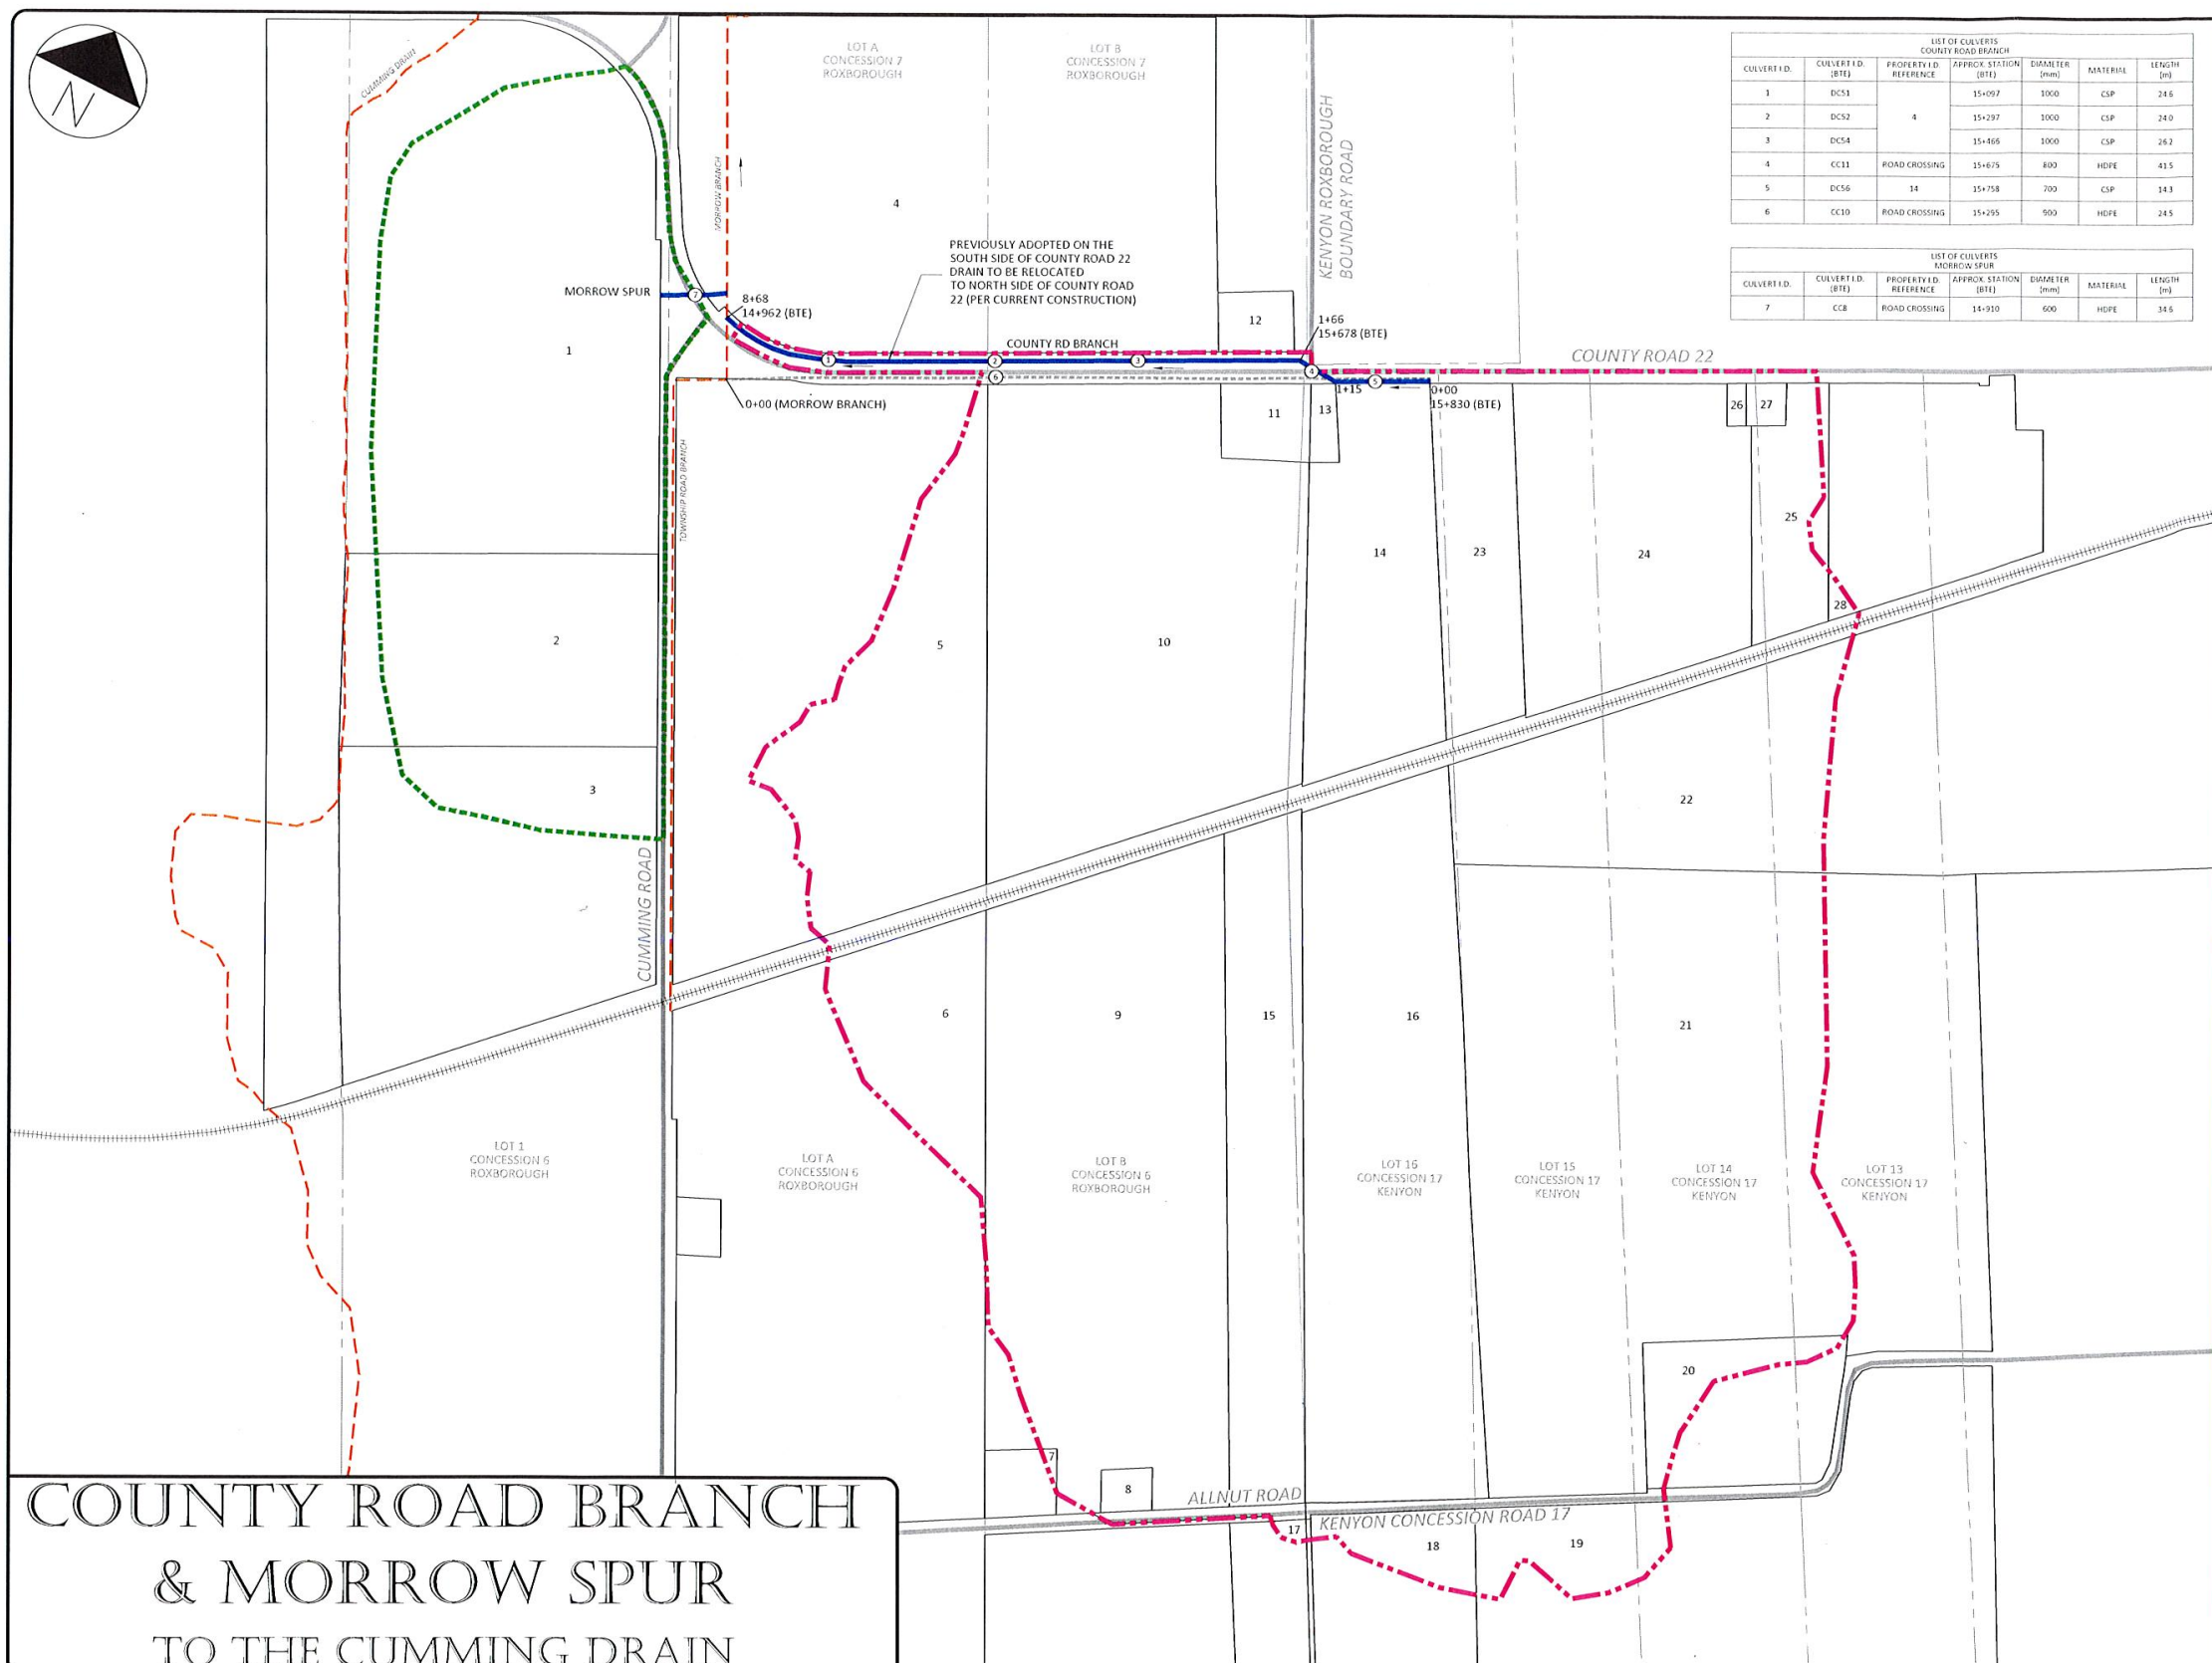 N
CUMMING DRAIN
LOT A
CONCESSION 7
ROXBOROUGH
LOT B
CONCESSION 7
ROXBOROUGH
KENYON ROXBOROUGH
BOUNDARY ROAD
LIST OF CULVERTS
COUNTY ROAD BRANCH
CULVERT I.D. CULVERT I.D. (BTE) PROPERTY I.D. REFERENCE APPROX. STATION (BTE) DIAMETER (mm) MATERIAL LENGTH (m)
1 DC51 4 15+097 1000 CSP 24.6
2 DC52 15+297 1000 CSP 24.0
3 DC54 15+466 1000 CSP 26.2
4 CC11 ROAD CROSSING 15+675 800 HDPE 41.5
5 DC56 14 15+758 700 CSP 14.3
6 CC10 ROAD CROSSING 15+295 900 HDPE 24.5
LIST OF CULVERTS
MORROW SPUR
CULVERT I.D. CULVERT I.D. (BTE) PROPERTY I.D. REFERENCE APPROX. STATION (BTE) DIAMETER (mm) MATERIAL LENGTH (m)
7 CC8 ROAD CROSSING 14+910 600 HDPE 34.6
MORROW BRANCH
4
PREVIOUSLY ADOPTED ON THE
SOUTH SIDE OF COUNTY ROAD 22
DRAIN TO BE RELOCATED
TO NORTH SIDE OF COUNTY ROAD
22 (PER CURRENT CONSTRUCTION)
MORROW SPUR
7
8+68
14+962 (BTE)
12
1+66
15+678 (BTE)
COUNTY RD BRANCH
COUNTY ROAD 22
1
1
2
3
4
5
6
0+00 (MORROW BRANCH)
1+15
0+00
15+830 (BTE)
11
13
26
27
TOWNSHIP ROAD BRANCH
25
14
23
24
28
2
5
10
3
22
CUMMING ROAD
6
9
15
16
21
LOT 1
CONCESSION 6
ROXBOROUGH
LOT A
CONCESSION 6
ROXBOROUGH
LOT B
CONCESSION 6
ROXBOROUGH
LOT 16
CONCESSION 17
KENYON
LOT 15
CONCESSION 17
KENYON
LOT 14
CONCESSION 17
KENYON
LOT 13
CONCESSION 17
KENYON
20
7
8
ALLNUT ROAD
KENYON CONCESSION ROAD 17
17
18
19
COUNTY ROAD BRANCH
& MORROW SPUR
TO THE CUMMING DRAIN